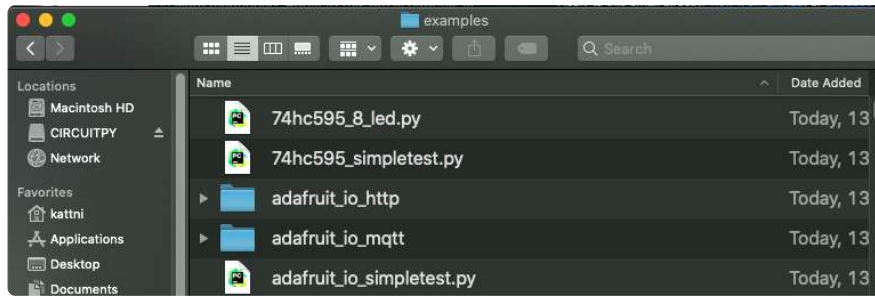 examples
Search
Locations
Macintosh HD
CIRCUITPY
Network
Favorites
kattni
Applications
Desktop
Documents
Name
Date Added
74hc595_8_led.py
Today, 13
74hc595_simpletest.py
Today, 13
adafruit_io_http
Today, 13
adafruit_io_mqtt
Today, 13
adafruit_io_simpletest.py
Today, 13